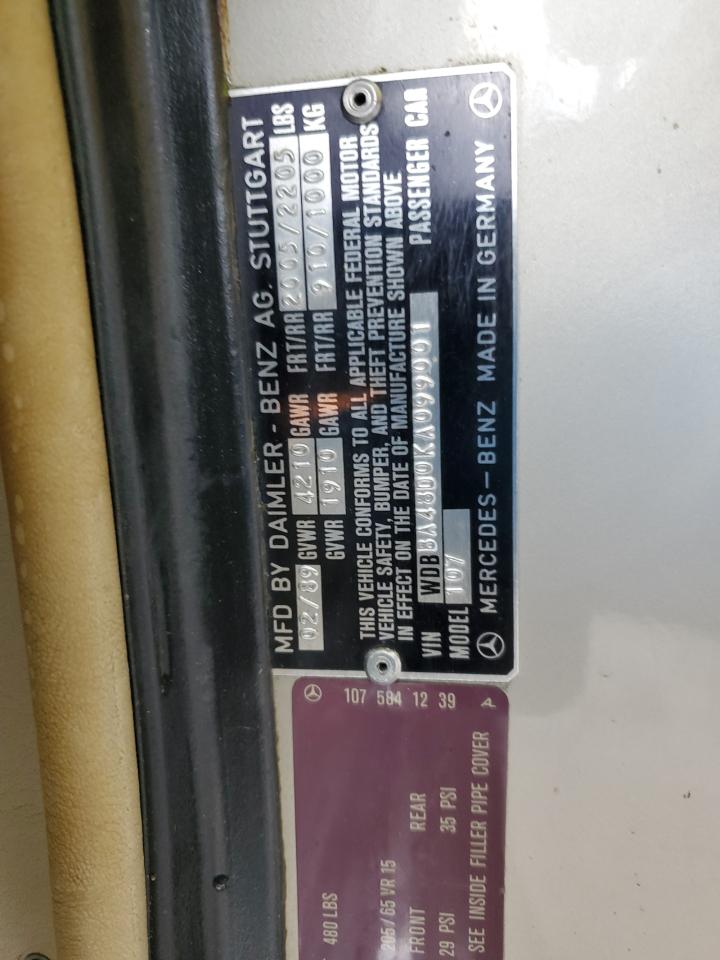 MFD BY DAIMLER - BENZ AG. STUTTGART
02/89 GVWR 4210 GAWR FRT/RR 2005/2205 LBS
GVWR 1910 GAWR FRT/RR 910/1000 KG
THIS VEHICLE CONFORMS TO ALL APPLICABLE FEDERAL MOTOR
VEHICLE SAFETY, BUMPER, AND THEFT PREVENTION STANDARDS
IN EFFECT ON THE DATE OF MANUFACTURE SHOWN ABOVE
VIN WDBBA48D0KA099001 PASSENGER CAR
MODEL 107
MERCEDES-BENZ MADE IN GERMANY
107 584 12 39 A
480 LBS
205/65 VR 15
FRONT REAR
29 PSI 35 PSI
SEE INSIDE FILLER PIPE COVER